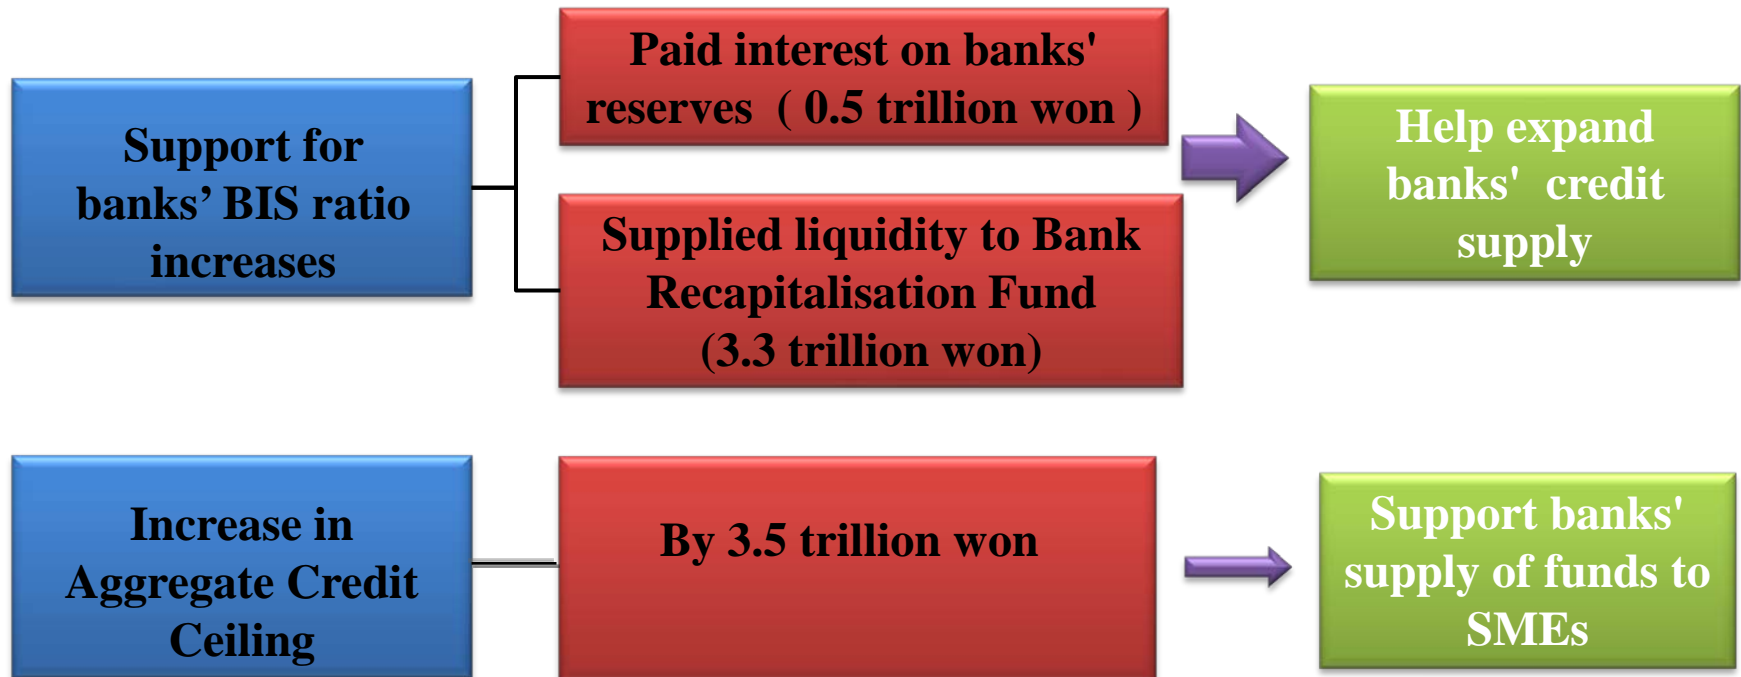 Support for
banks’ BIS ratio
increases
Paid interest on banks'
reserves ( 0.5 trillion won )
Supplied liquidity to Bank
Recapitalisation Fund
(3.3 trillion won)
Help expand
banks' credit
supply
Increase in
Aggregate Credit
Ceiling
By 3.5 trillion won
Support banks'
supply of funds to
SMEs